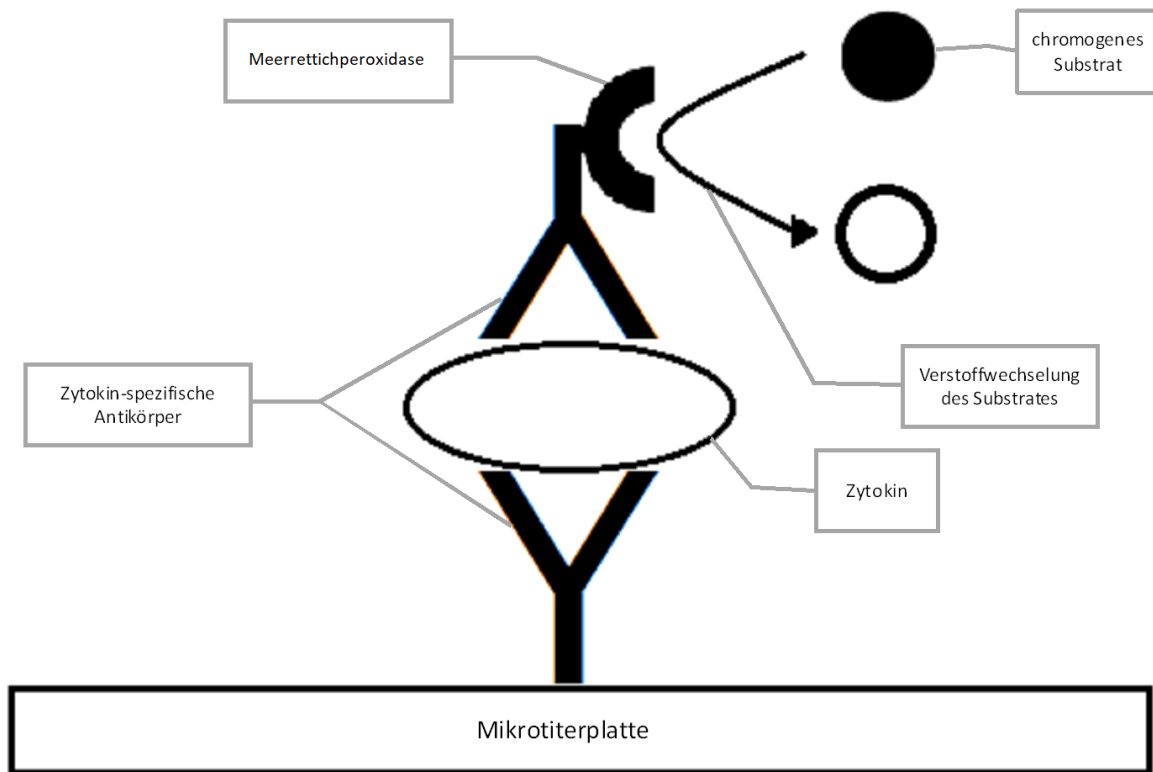 Meerrettichperoxidase
chromogenes
Substrat
Zytokin-spezifische
Antikörper
Verstoffwechselung
des Substrates
Zytokin
Mikrotiterplatte